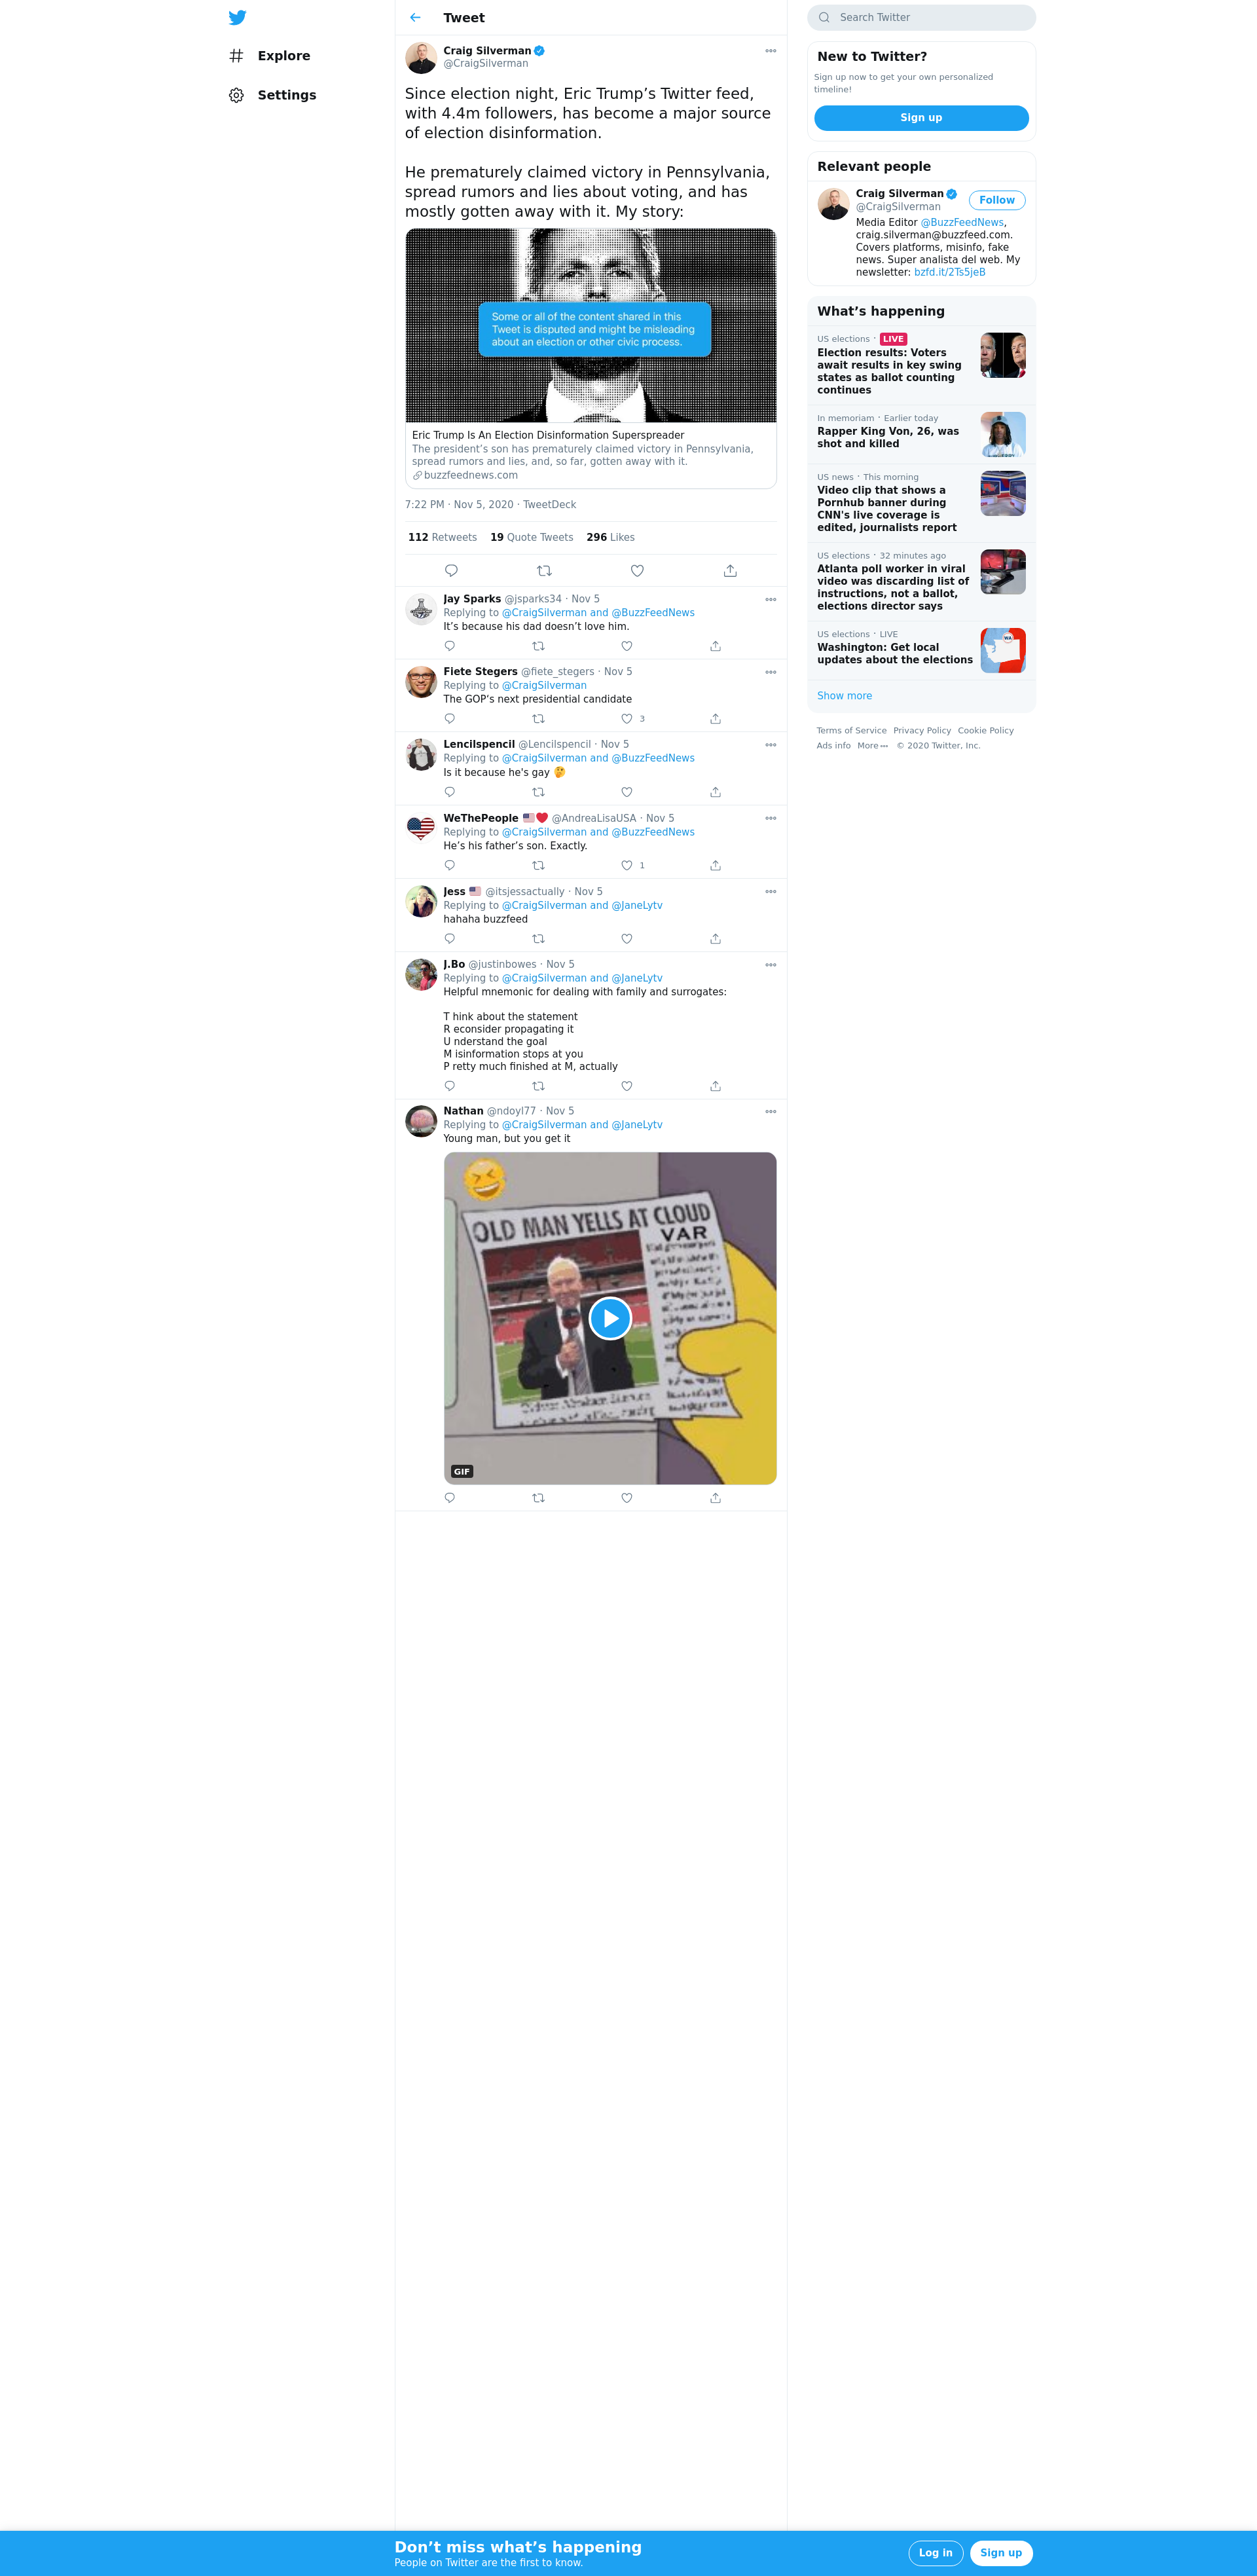 Tweet
Explore
Settings
Craig Silverman
@CraigSilverman
Since election night, Eric Trump’s Twitter feed,
with 4.4m followers, has become a major source
of election disinformation.
He prematurely claimed victory in Pennsylvania,
spread rumors and lies about voting, and has
mostly gotten away with it. My story:
Some or all of the content shared in this
Tweet is disputed and might be misleading
about an election or other civic process.
Eric Trump Is An Election Disinformation Superspreader
The president’s son has prematurely claimed victory in Pennsylvania,
spread rumors and lies, and, so far, gotten away with it.
buzzfeednews.com
7:22 PM · Nov 5, 2020 · TweetDeck
112 Retweets 19 Quote Tweets 296 Likes
Jay Sparks @jsparks34 · Nov 5
Replying to @CraigSilverman and @BuzzFeedNews
It’s because his dad doesn’t love him.
Fiete Stegers @fiete_stegers · Nov 5
Replying to @CraigSilverman
The GOP’s next presidential candidate
3
Lencilspencil @Lencilspencil · Nov 5
Replying to @CraigSilverman and @BuzzFeedNews
Is it because he's gay 🤔
WeThePeople 🇺🇸❤️ @AndreaLisaUSA · Nov 5
Replying to @CraigSilverman and @BuzzFeedNews
He’s his father’s son. Exactly.
1
Jess 🇺🇸 @itsjessactually · Nov 5
Replying to @CraigSilverman and @JaneLytv
hahaha buzzfeed
J.Bo @justinbowes · Nov 5
Replying to @CraigSilverman and @JaneLytv
Helpful mnemonic for dealing with family and surrogates:
T hink about the statement
R econsider propagating it
U nderstand the goal
M isinformation stops at you
P retty much finished at M, actually
Nathan @ndoyl77 · Nov 5
Replying to @CraigSilverman and @JaneLytv
Young man, but you get it
OLD MAN YELLS AT CLOUD
VAR
GIF
Search Twitter
New to Twitter?
Sign up now to get your own personalized
timeline!
Sign up
Relevant people
Craig Silverman
@CraigSilverman
Follow
Media Editor @BuzzFeedNews,
craig.silverman@buzzfeed.com.
Covers platforms, misinfo, fake
news. Super analista del web. My
newsletter: bzfd.it/2Ts5jeB
What’s happening
US elections · LIVE
Election results: Voters
await results in key swing
states as ballot counting
continues
In memoriam · Earlier today
Rapper King Von, 26, was
shot and killed
US news · This morning
Video clip that shows a
Pornhub banner during
CNN's live coverage is
edited, journalists report
US elections · 32 minutes ago
Atlanta poll worker in viral
video was discarding list of
instructions, not a ballot,
elections director says
US elections · LIVE
Washington: Get local
updates about the elections
WA
Show more
Terms of Service Privacy Policy Cookie Policy
Ads info More © 2020 Twitter, Inc.
Don’t miss what’s happening
People on Twitter are the first to know.
Log in
Sign up